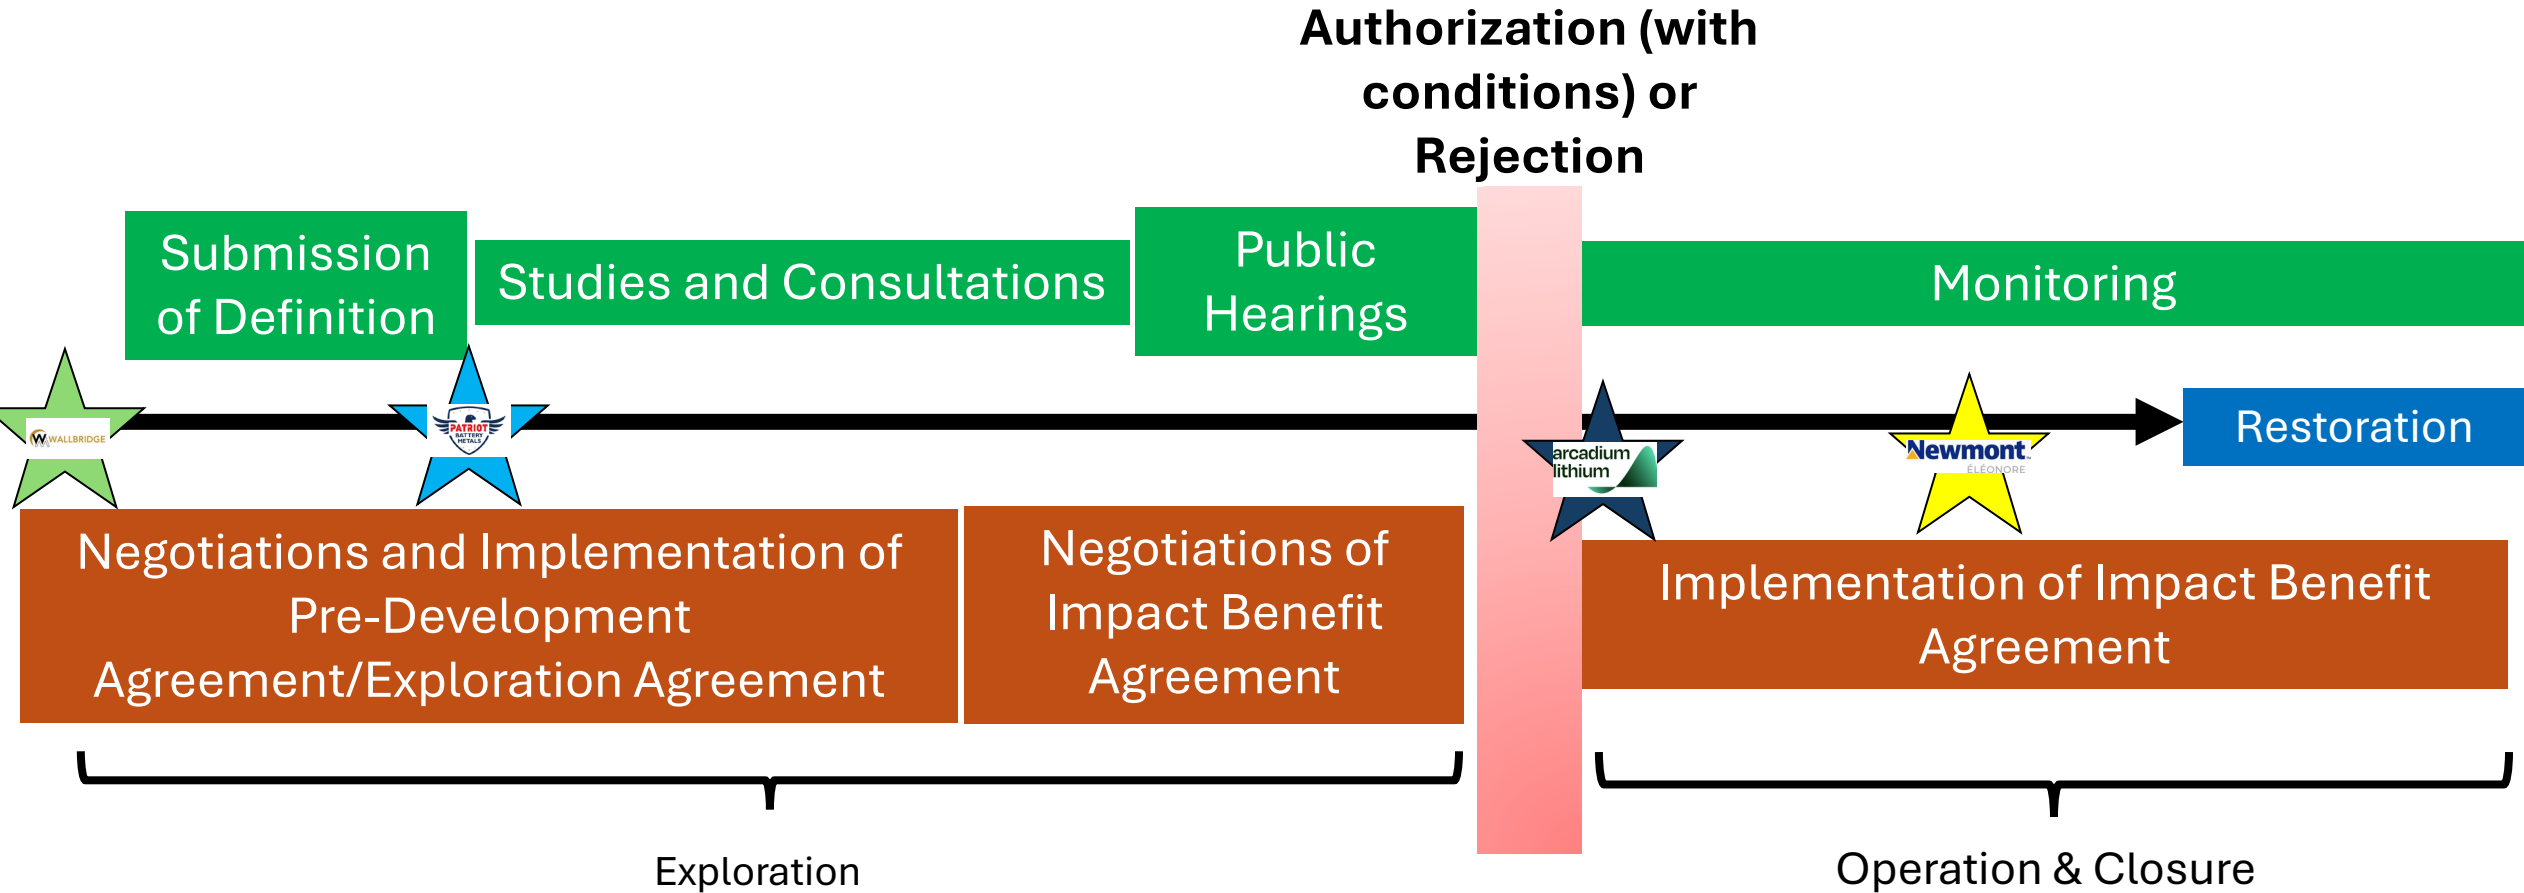 Authorization (with
conditions) or
Rejection
Submission
of Definition
Studies and Consultations
Public
Hearings
Monitoring
WALLBRIDGE
PATRIOT
BATTERY
METALS
arcadium
lithium
Newmont
ÉLÉONORE
Restoration
Negotiations and Implementation of
Pre-Development
Agreement/Exploration Agreement
Negotiations of
Impact Benefit
Agreement
Implementation of Impact Benefit
Agreement
Exploration
Operation & Closure